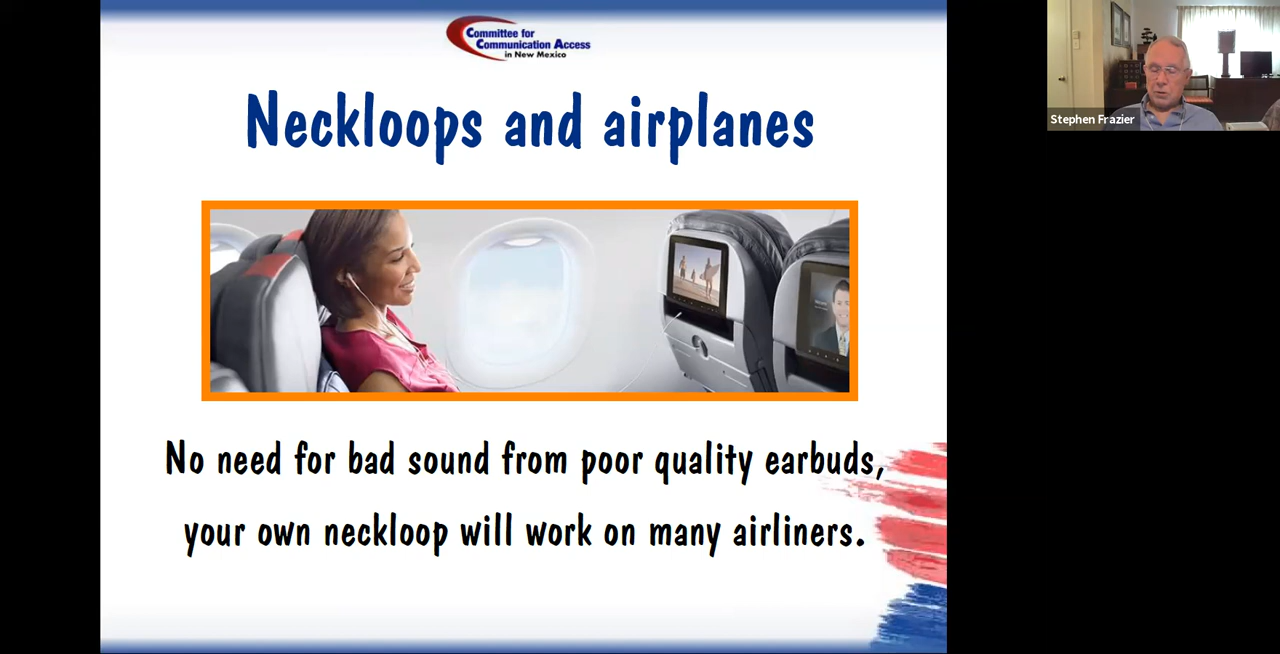 Committee for
Communication Access
in New Mexico
Neckloops and airplanes
No need for bad sound from poor quality earbuds,
your own neckloop will work on many airliners.
Stephen Frazier